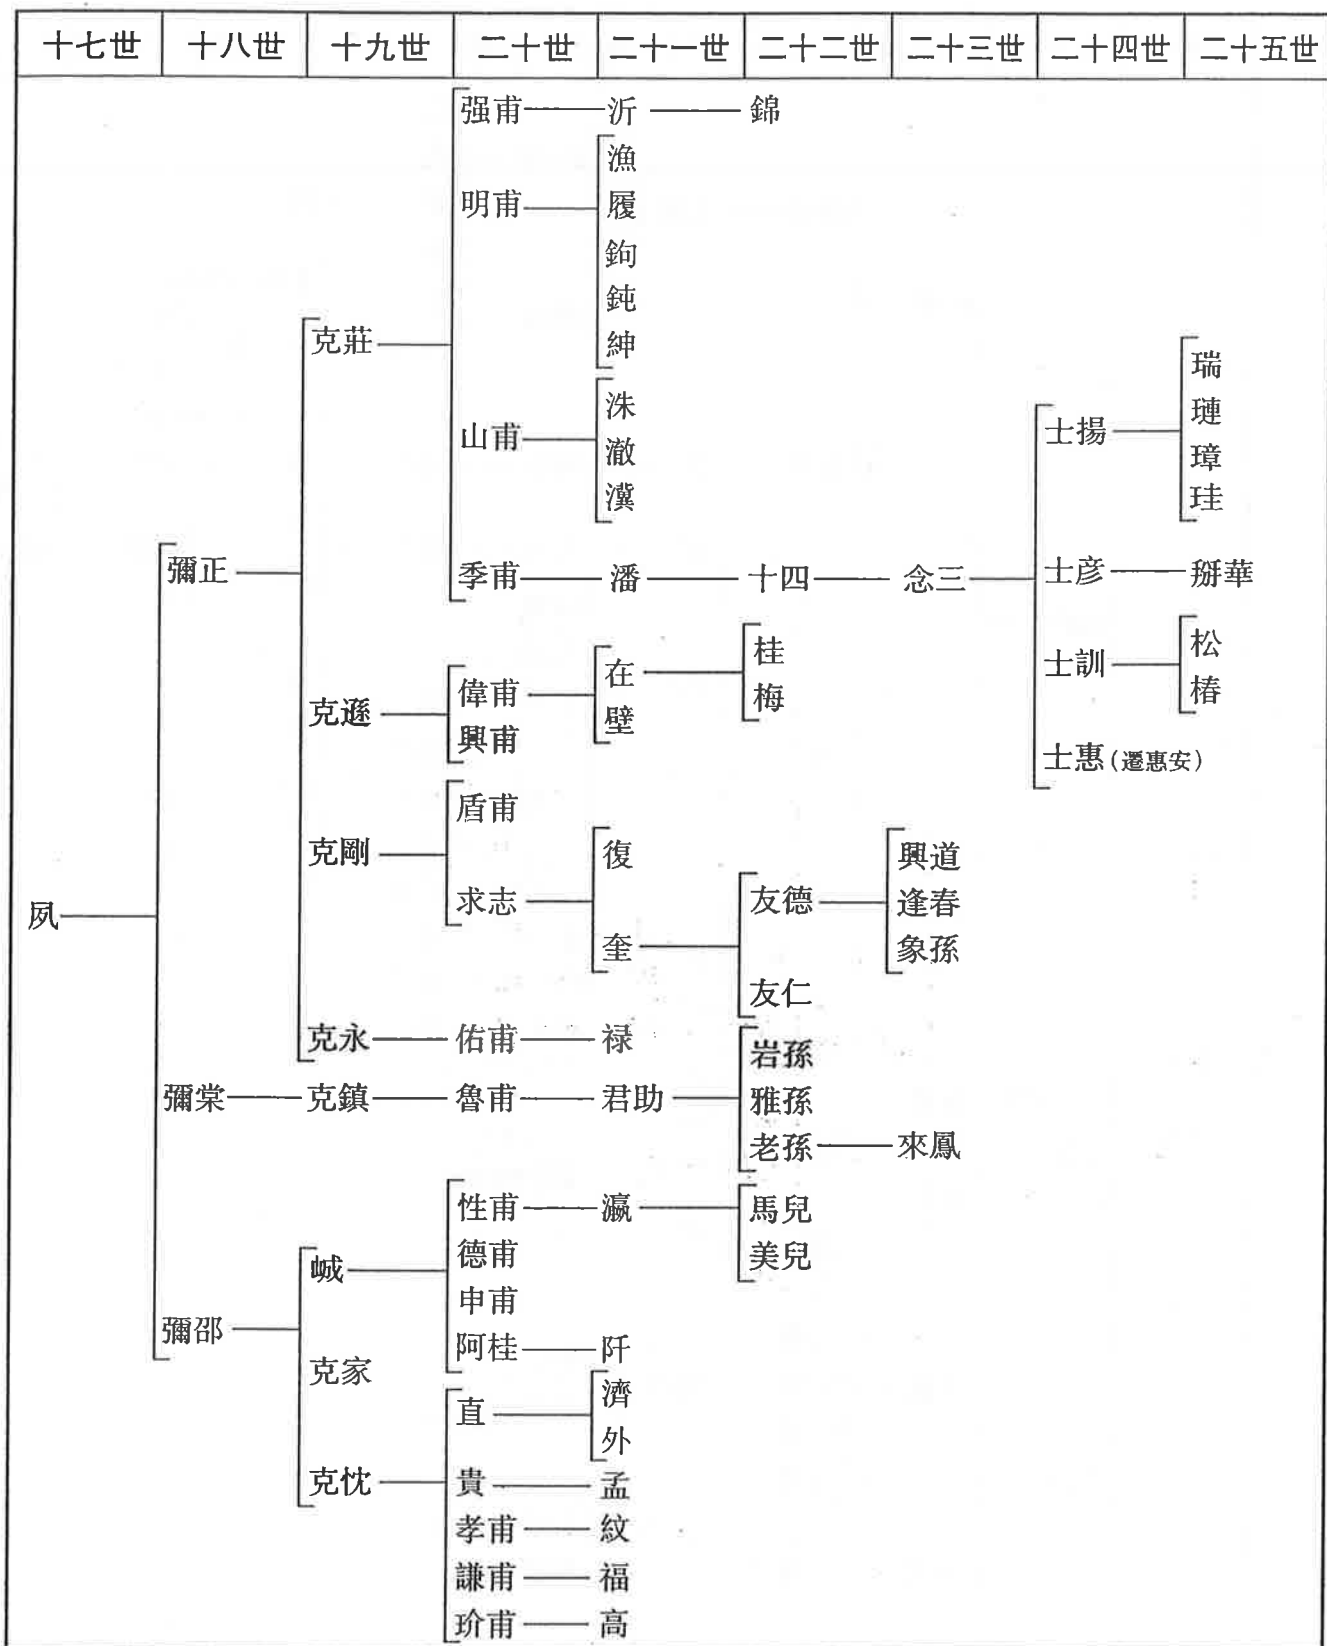 十七世 十八世 十九世 二十世 二十一世 二十二世 二十三世 二十四世 二十五世
强甫 沂 錦
漁
明甫 履
鉤
鈍
紳
克莊
瑞
洙 璉
山甫 澈 士揚 璋
瀵 珪
彌正 季甫 潘 十四 念三 士彦 掰華
桂 松
在 士訓
克遜 偉甫 梅 椿
壁
興甫
士惠(遷惠安)
盾甫
克剛 復 興道
夙 求志 友德 逢春
奎 象孫
友仁
克永 佑甫 禄
岩孫
彌棠 克鎮 魯甫 君助 雅孫
老孫 來鳳
性甫 瀛 馬兒
德甫 美兒
峸
申甫
彌邵
阿桂 阡
克家
濟
直
外
克忱 貴 孟
孝甫 紋
謙甫 福
玠甫 高